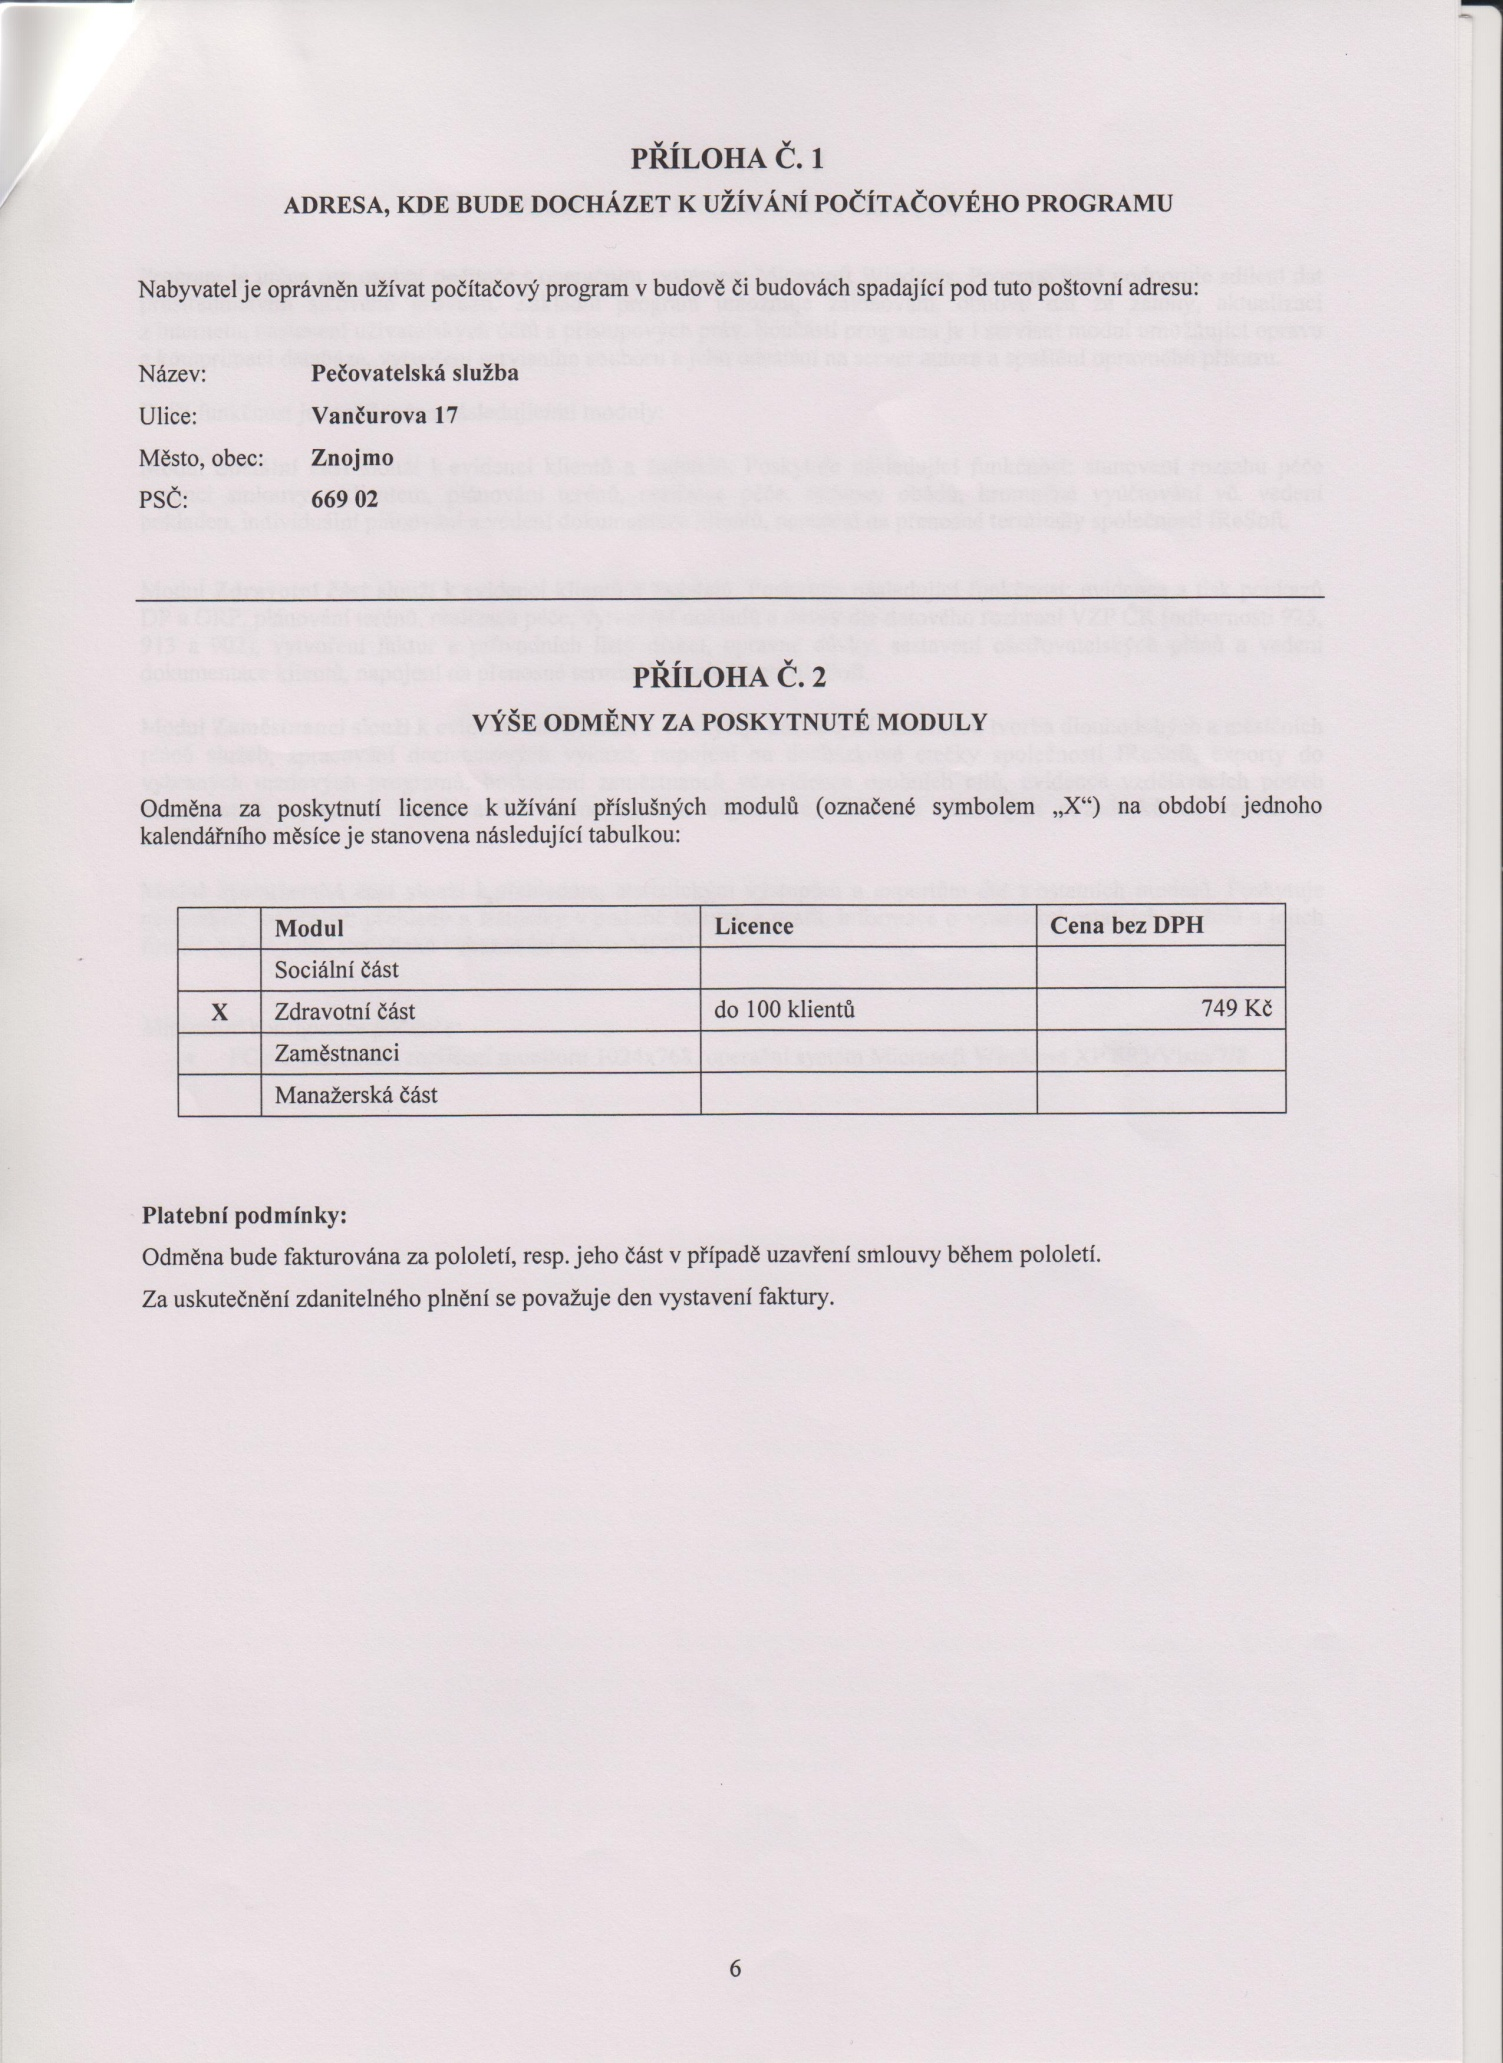 PŘÍLOHA Č. 1
ADRESA, KDE BUDE DOCHÁZET K UŽÍVÁNÍ POČÍTAČOVÉHO PROGRAMU
Nabyvatel je oprávněn užívat počítačový program v budově či budovách spadající pod tuto poštovní adresu:
Název: Pečovatelská služba
Ulice: Vančurova 17
Město, obec: Znojmo
PSČ: 669 02
PŘÍLOHA Č. 2
VÝŠE ODMĚNY ZA POSKYTNUTÉ MODULY
Odměna za poskytnutí licence k užívání příslušných modulů (označené symbolem „X“) na období jednoho
kalendářního měsíce je stanovena následující tabulkou:
Modul Licence Cena bez DPH
Sociální část
X Zdravotní část do 100 klientů 749 Kč
Zaměstnanci
Manažerská část
Platební podmínky:
Odměna bude fakturována za pololetí, resp. jeho část v případě uzavření smlouvy během pololetí.
Za uskutečnění zdanitelného plnění se považuje den vystavení faktury.
6